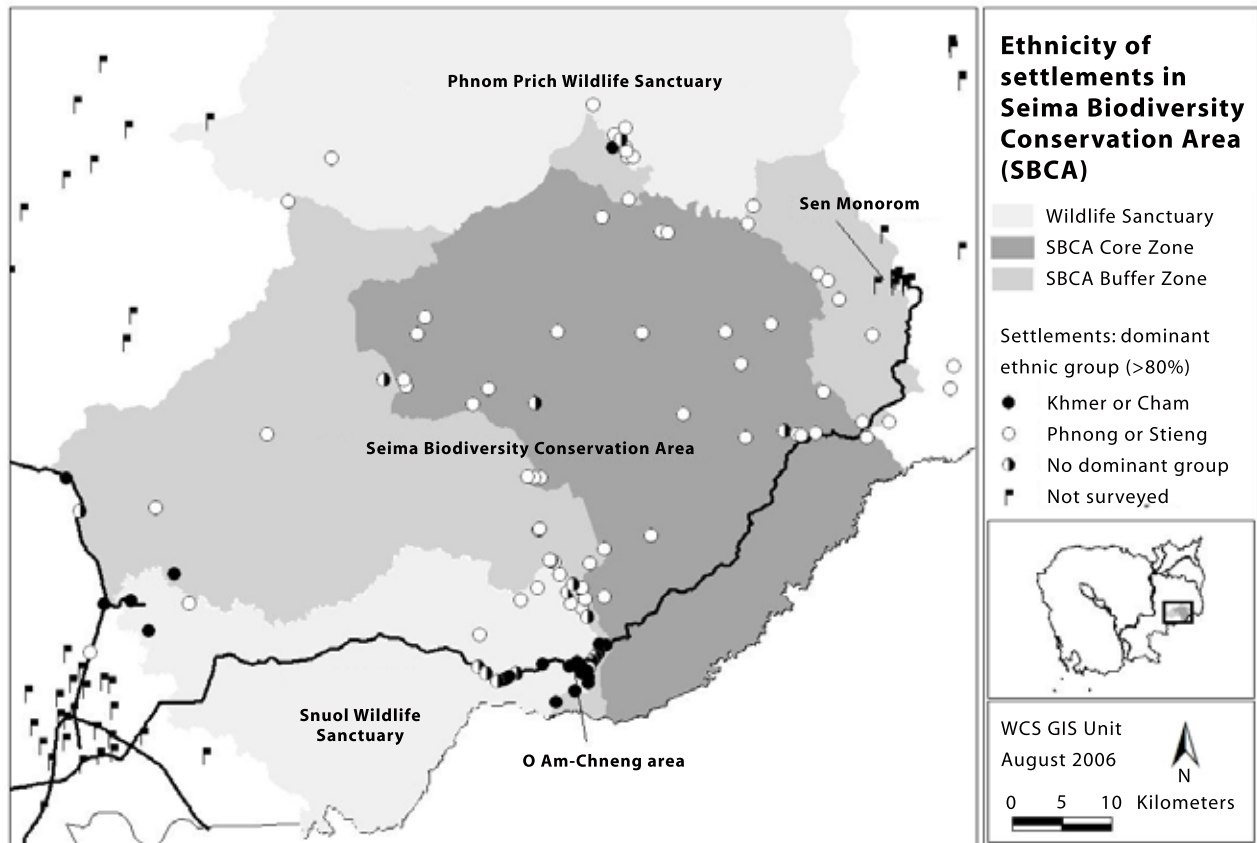 Phnom Prich Wildlife Sanctuary
Sen Monorom
Seima Biodiversity Conservation Area
Snuol Wildlife
Sanctuary
O Am-Chneng area
Ethnicity of
settlements in
Seima Biodiversity
Conservation Area
(SBCA)
Wildlife Sanctuary
SBCA Core Zone
SBCA Buffer Zone
Settlements: dominant
ethnic group (>80%)
Khmer or Cham
Phnong or Stieng
No dominant group
Not surveyed
WCS GIS Unit
August 2006
N
0 5 10 Kilometers